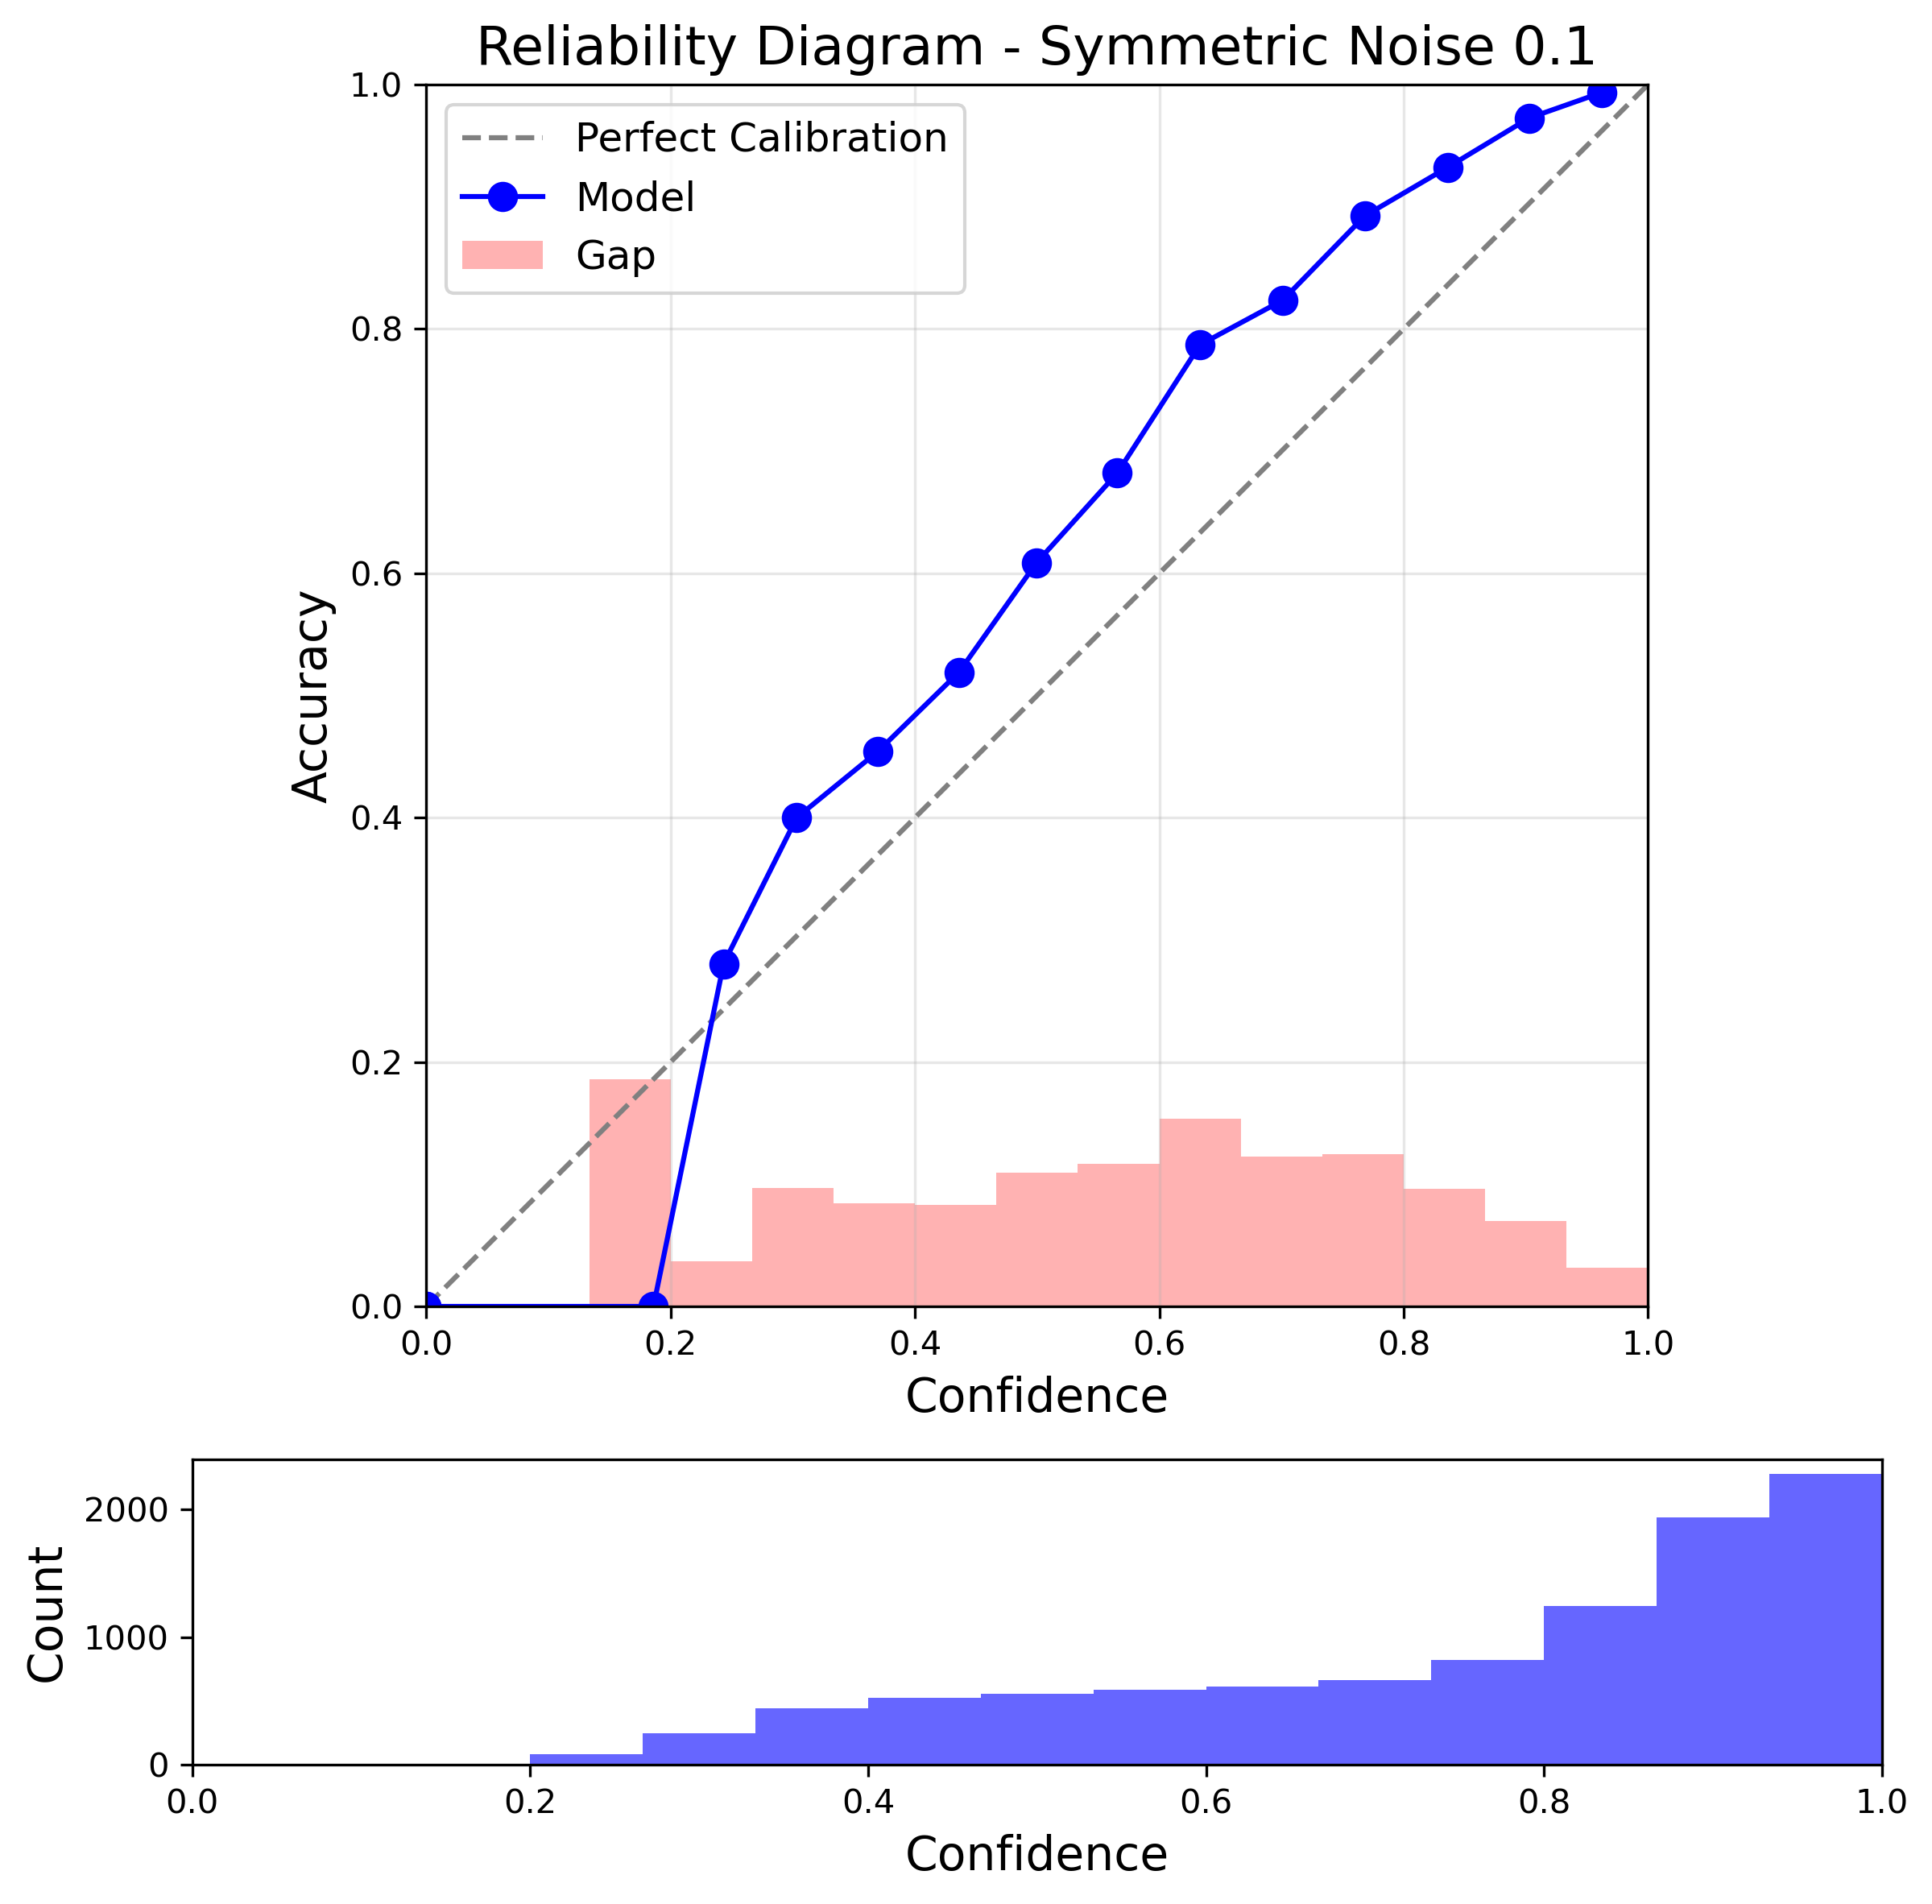 Reliability Diagram - Symmetric Noise 0.1
Perfect Calibration
Model
Gap
Accuracy
1.0
0.8
0.6
0.4
0.2
0.0
0.0 0.2 0.4 0.6 0.8 1.0
Confidence
Count
2000
1000
0
0.0 0.2 0.4 0.6 0.8 1.0
Confidence